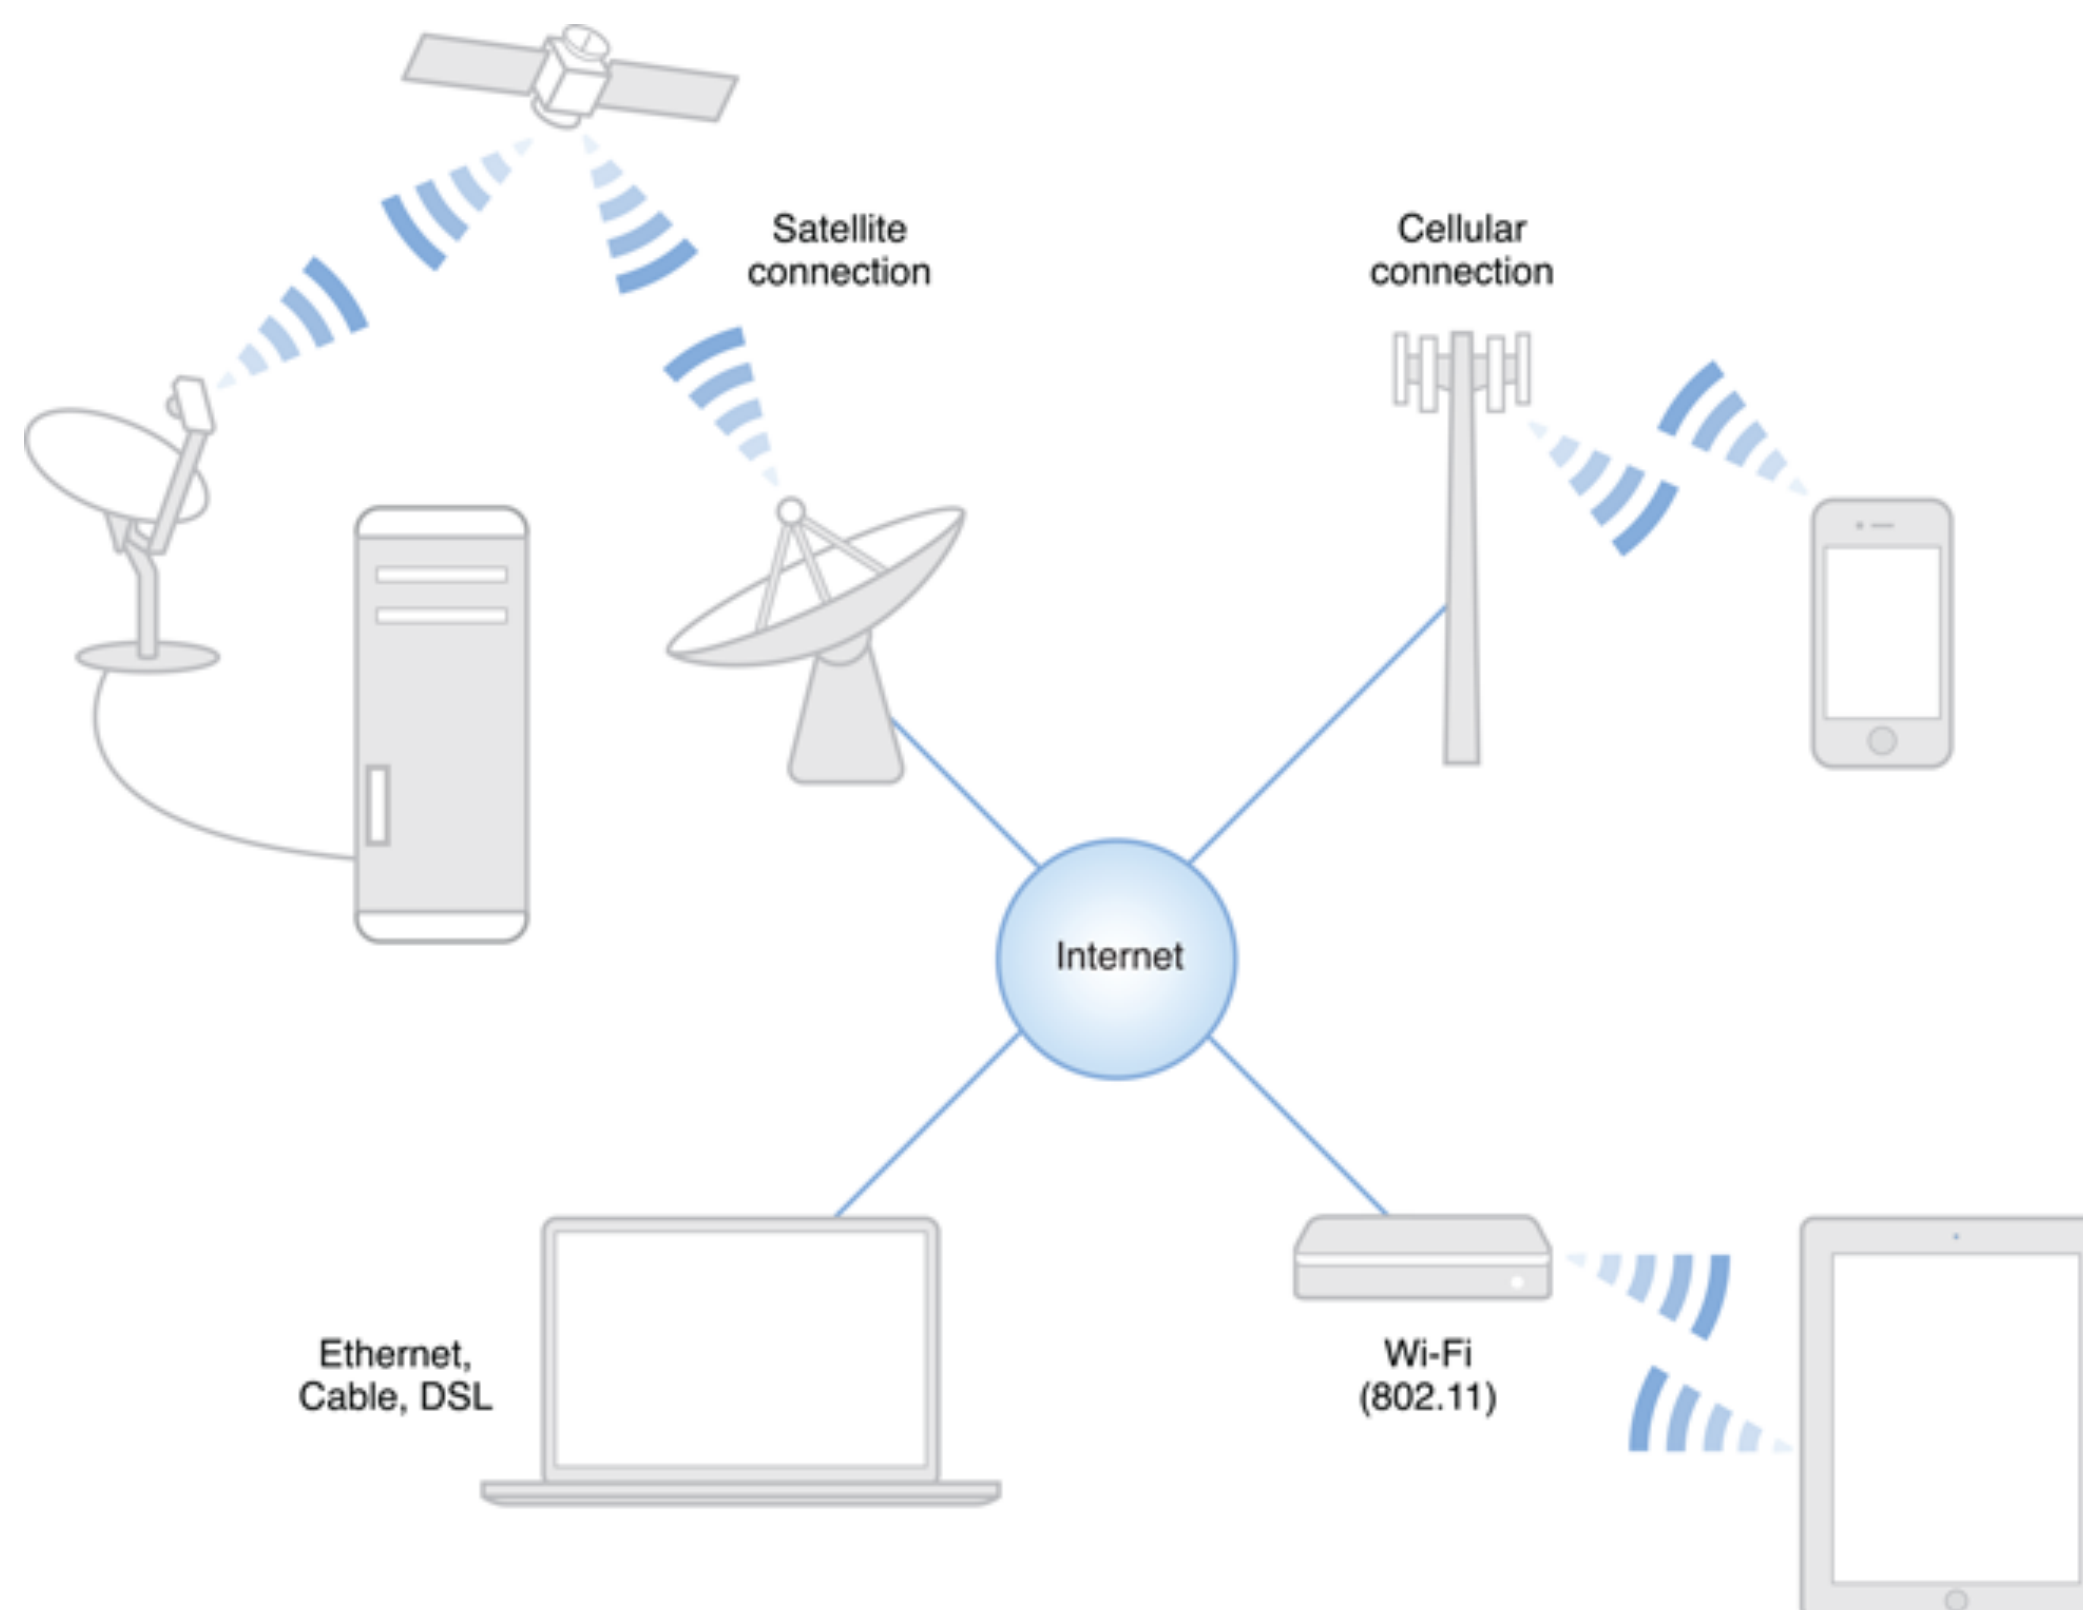 Satellite
connection
Cellular
connection
Internet
Ethernet,
Cable, DSL
Wi-Fi
(802.11)